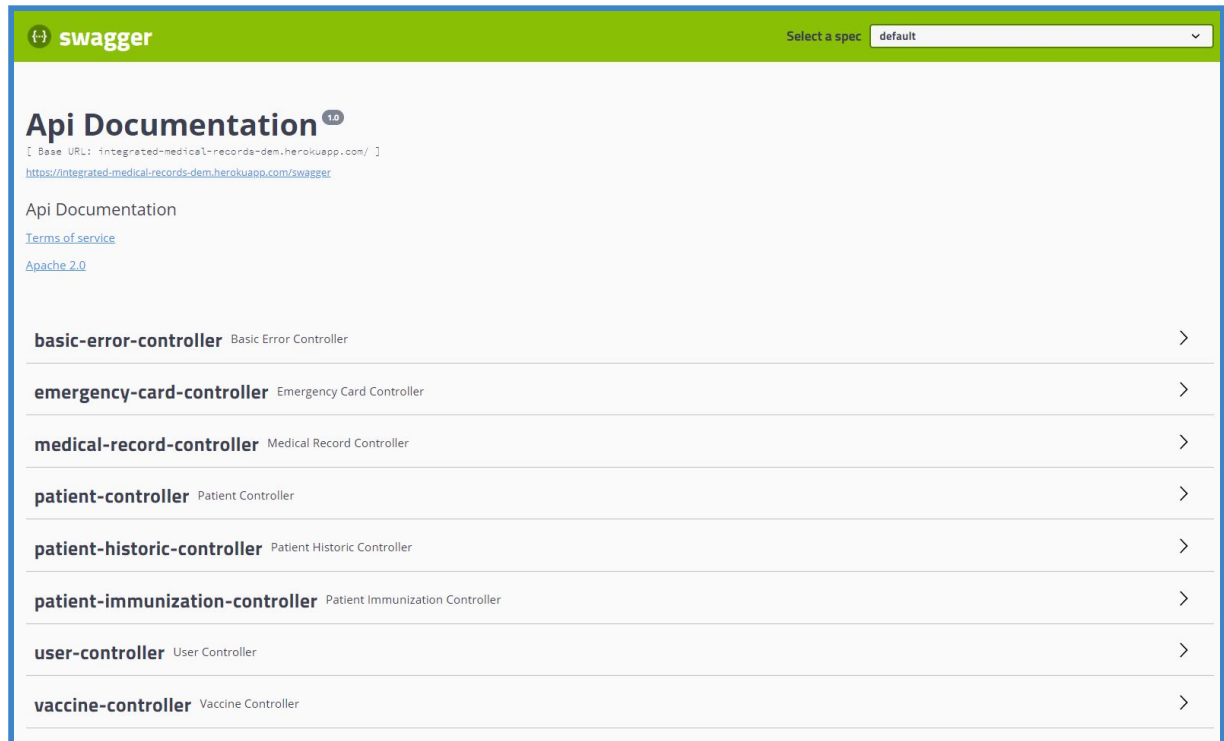 swagger
Select a spec default
Api Documentation 1.0
[ Base URL: integrated-medical-records-dem.herokuapp.com/ ]
https://integrated-medical-records-dem.herokuapp.com/swagger
Api Documentation
Terms of service
Apache 2.0
basic-error-controller Basic Error Controller
emergency-card-controller Emergency Card Controller
medical-record-controller Medical Record Controller
patient-controller Patient Controller
patient-historic-controller Patient Historic Controller
patient-immunization-controller Patient Immunization Controller
user-controller User Controller
vaccine-controller Vaccine Controller